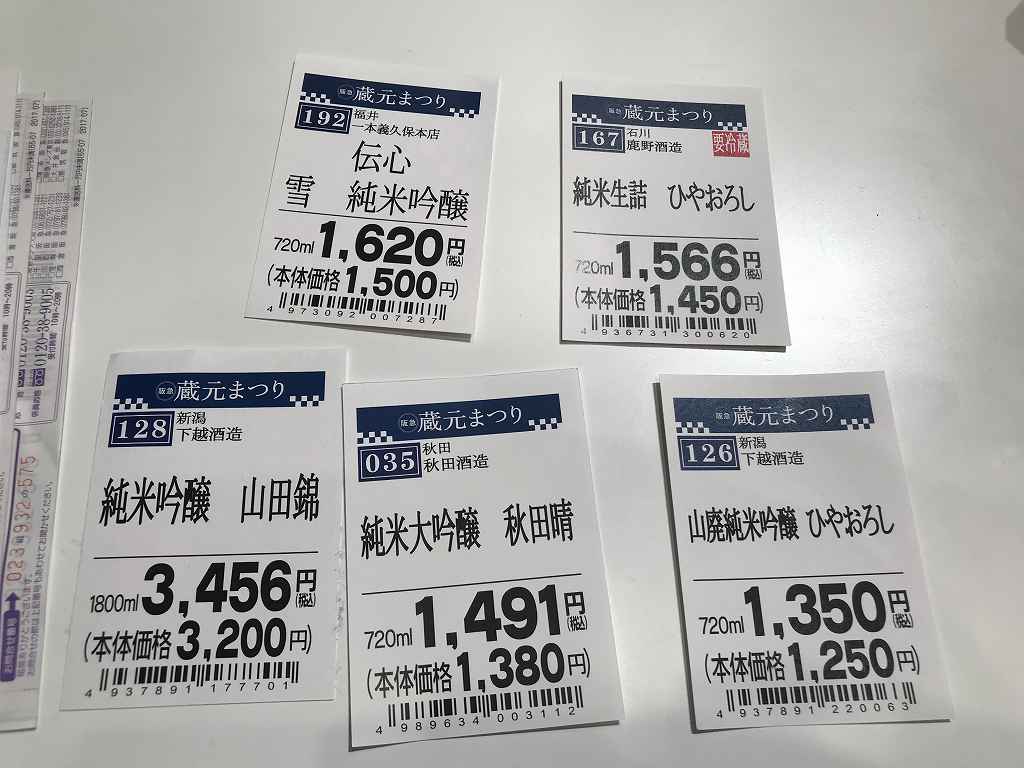 阪急 蔵元まつり
192 福井
一本義久保本店
伝心
雪 純米吟醸
720ml 1,620円(税込)
(本体価格1,500円)
4 973092 007287
阪急 蔵元まつり
167 石川
鹿野酒造
要冷蔵
純米生詰 ひやおろし
720ml 1,566円(税込)
(本体価格1,450円)
4 936731 300620
阪急 蔵元まつり
128 新潟
下越酒造
純米吟醸 山田錦
1800ml 3,456円(税込)
(本体価格3,200円)
4 937891 177701
阪急 蔵元まつり
035 秋田
秋田酒造
純米大吟醸 秋田晴
720ml 1,491円(税込)
(本体価格1,380円)
4 989634 003112
阪急 蔵元まつり
126 新潟
下越酒造
山廃純米吟醸 ひやおろし
720ml 1,350円(税込)
(本体価格1,250円)
4 937891 220063
0120-38-9005
お問合せ番号